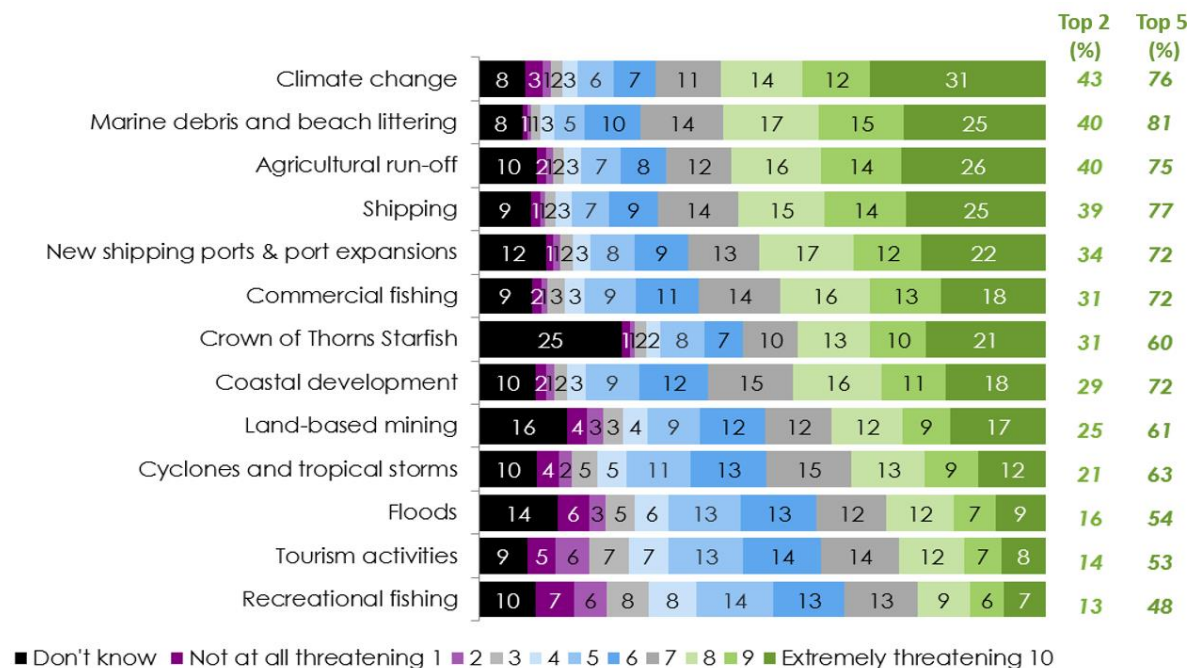 Top 2 Top 5
(%) (%)
Climate change 8 3 1 2 3 6 7 11 14 12 31 43 76
Marine debris and beach littering 8 1 1 1 3 5 10 14 17 15 25 40 81
Agricultural run-off 10 2 1 2 3 7 8 12 16 14 26 40 75
Shipping 9 1 1 2 3 7 9 14 15 14 25 39 77
New shipping ports & port expansions 12 1 1 2 3 8 9 13 17 12 22 34 72
Commercial fishing 9 2 1 3 3 9 11 14 16 13 18 31 72
Crown of Thorns Starfish 25 1 1 2 2 8 7 10 13 10 21 31 60
Coastal development 10 2 1 2 3 9 12 15 16 11 18 29 72
Land-based mining 16 4 3 3 4 9 12 12 12 9 17 25 61
Cyclones and tropical storms 10 4 2 5 5 11 13 15 13 9 12 21 63
Floods 14 6 3 5 6 13 13 12 12 7 9 16 54
Tourism activities 9 5 6 7 7 13 14 14 12 7 8 14 53
Recreational fishing 10 7 6 8 8 14 13 13 9 6 7 13 48
Don't know Not at all threatening 1 2 3 4 5 6 7 8 9 Extremely threatening 10